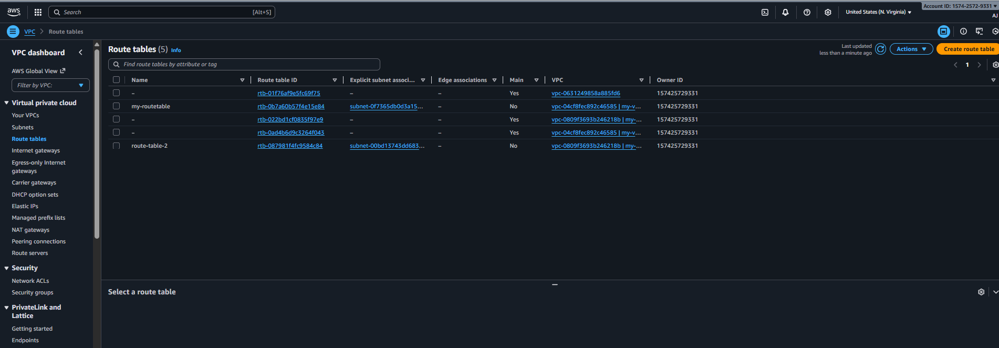 aws Search [Alt+S] United States (N. Virginia) Account ID: 1574-2572-9331
AJ
VPC Route tables
VPC dashboard
AWS Global View
Filter by VPC:
Virtual private cloud
Your VPCs
Subnets
Route tables
Internet gateways
Egress-only Internet
gateways
Carrier gateways
DHCP option sets
Elastic IPs
Managed prefix lists
NAT gateways
Peering connections
Route servers
Security
Network ACLs
Security groups
PrivateLink and
Lattice
Getting started
Endpoints
Route tables (5) Info
Last updated
less than a minute ago
Actions
Create route table
Find route tables by attribute or tag
1
Name Route table ID Explicit subnet associ... Edge associations Main VPC Owner ID
– rtb-01f76af9e5fc69f75 – – Yes vpc-0631249858a885fd6 157425729331
my-routetable rtb-0b7a60b57f4e15e84 subnet-0f7365db0d3a15... – No vpc-04cf8fec892c46585 | my-v... 157425729331
– rtb-022bd1cf0835f97e9 – – Yes vpc-0809f3693b246218b | my-... 157425729331
– rtb-0ad4b6d9c3264f043 – – Yes vpc-04cf8fec892c46585 | my-v... 157425729331
route-table-2 rtb-087981f4fc9584c84 subnet-00bd13743dd683... – No vpc-0809f3693b246218b | my-... 157425729331
Select a route table